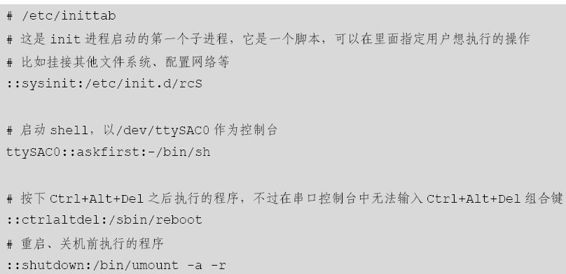 # /etc/inittab
# 这是 init 进程启动的第一个子进程，它是一个脚本，可以在里面指定用户想执行的操作
# 比如挂接其他文件系统、配置网络等
::sysinit:/etc/init.d/rcS
# 启动 shell，以/dev/ttySAC0 作为控制台
ttySAC0::askfirst:-/bin/sh
# 按下 Ctrl+Alt+Del 之后执行的程序，不过在串口控制台中无法输入 Ctrl+Alt+Del 组合键
::ctrlaltdel:/sbin/reboot
# 重启、关机前执行的程序
::shutdown:/bin/umount -a -r